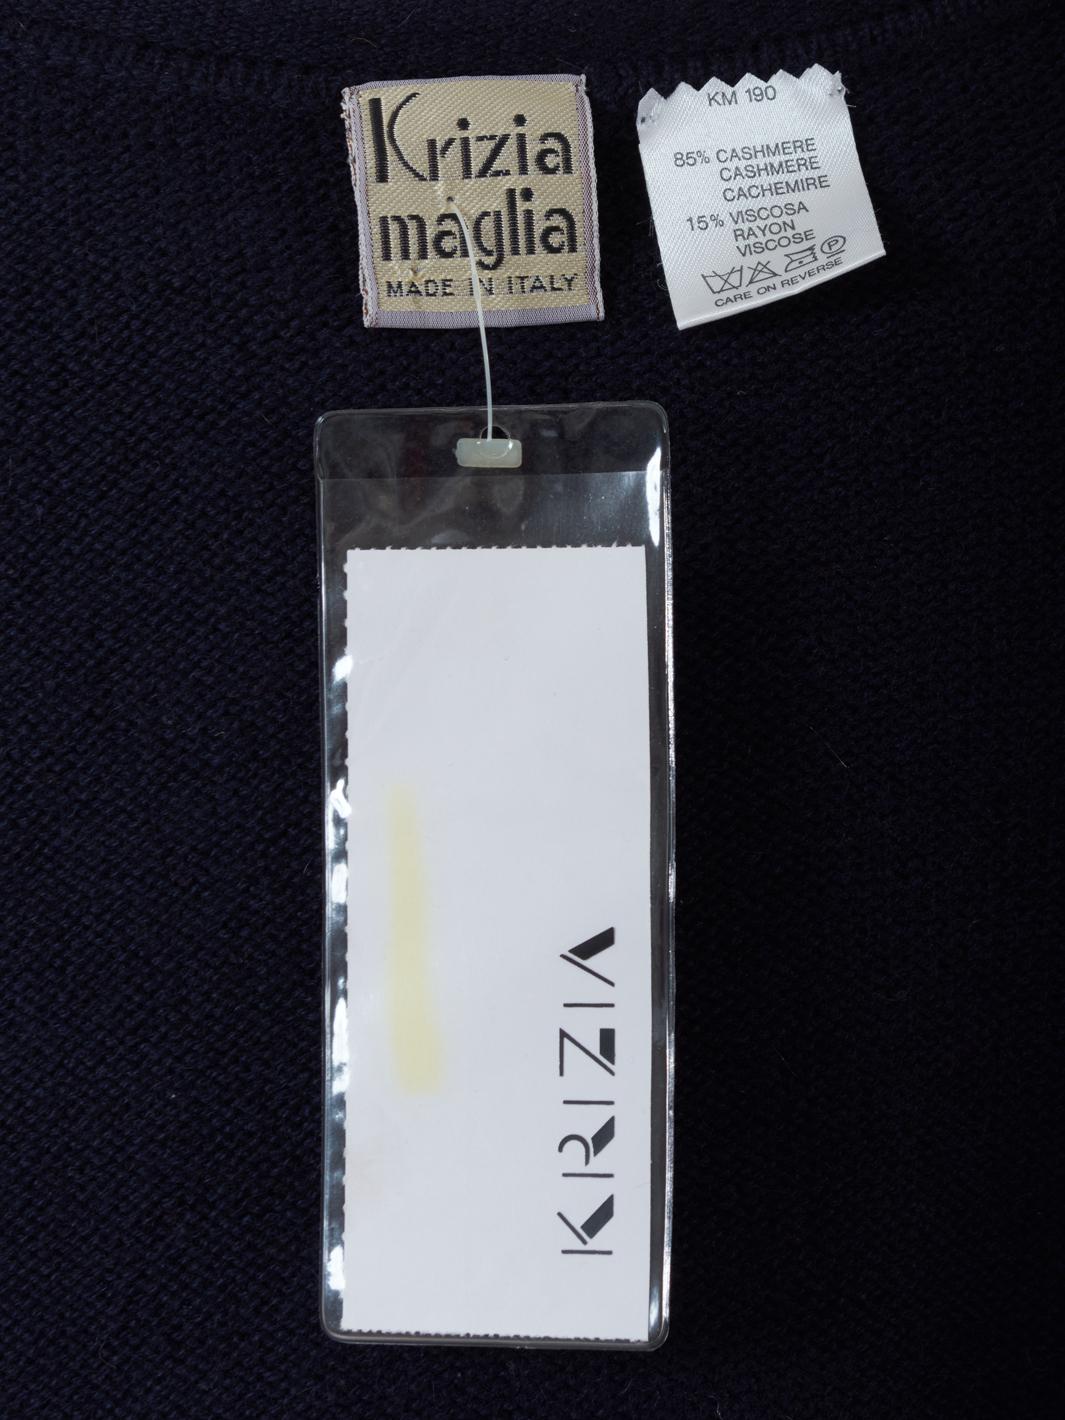 Krizia
maglia
MADE IN ITALY
KM 190
85% CASHMERE
CASHMERE
CACHEMIRE
15% VISCOSA
RAYON
VISCOSE
P
CARE ON REVERSE
KRIZIA